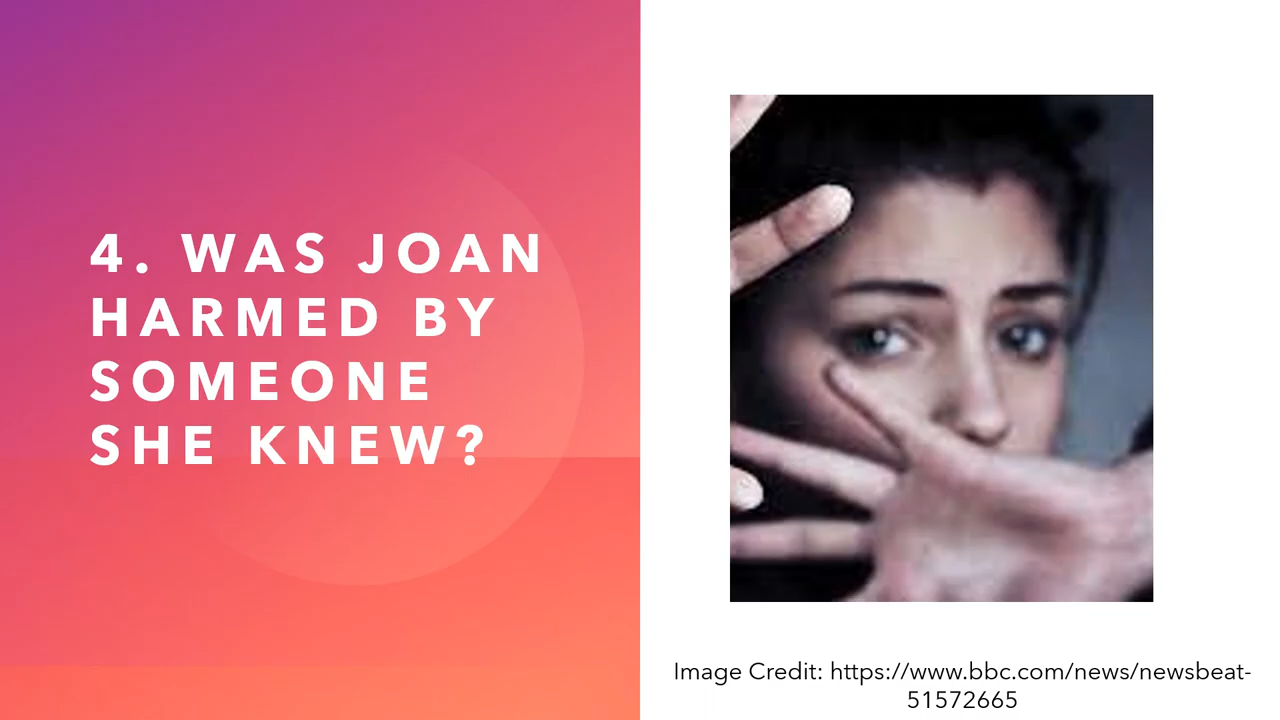 4. WAS JOAN
HARMED BY
SOMEONE
SHE KNEW?
Image Credit: https://www.bbc.com/news/newsbeat-
51572665